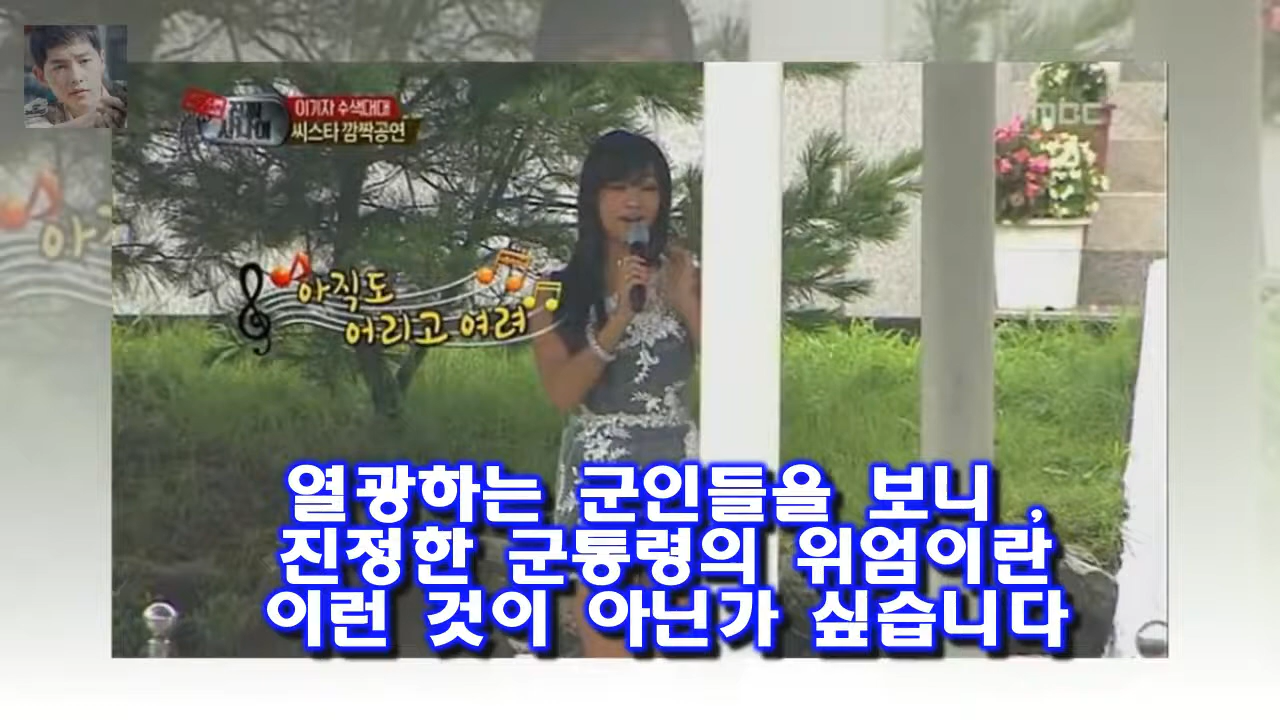 이기자 수색대대
씨스타 깜짝공연
MBC
아직도
어리고 여려
열광하는 군인들을 보니 ,
진정한 군통령의 위엄이란
이런 것이 아닌가 싶습니다